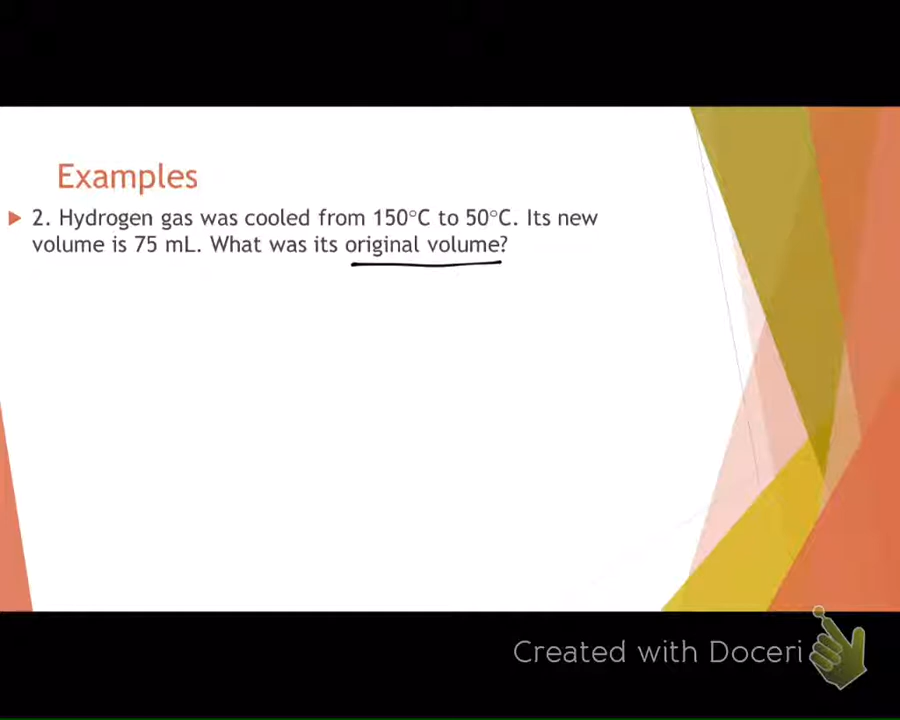 Examples
2. Hydrogen gas was cooled from 150°C to 50°C. Its new
volume is 75 mL. What was its original volume?
Created with Doceri